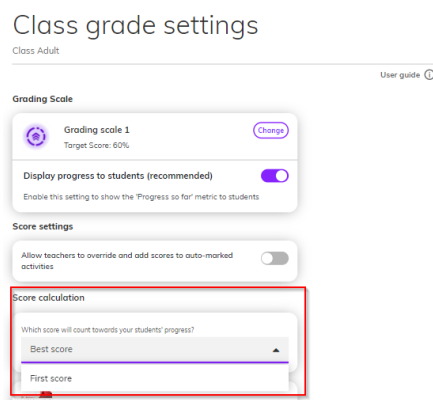 Class grade settings
Class Adult
User guide
Grading Scale
Grading scale 1
Change
Target Score: 60%
Display progress to students (recommended)
Enable this setting to show the 'Progress so far' metric to students
Score settings
Allow teachers to override and add scores to auto-marked
activities
Score calculation
Which score will count towards your students' progress?
Best score
First score